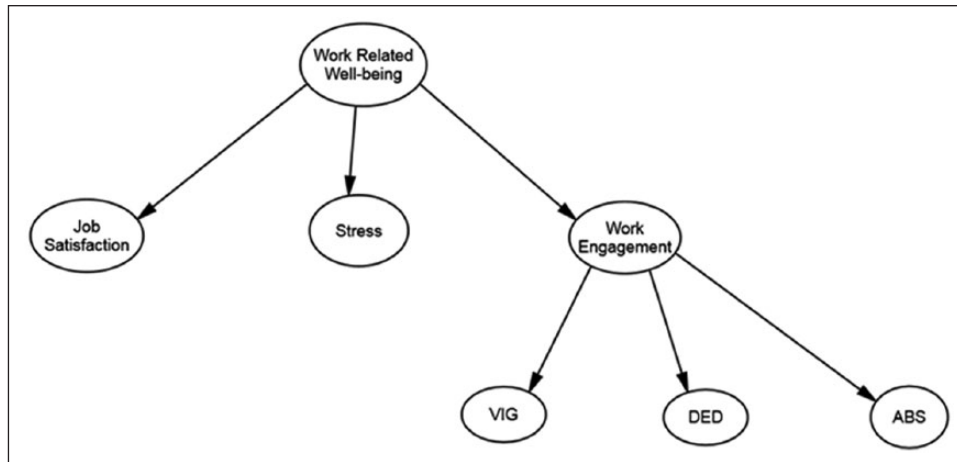 Work Related
Well-being
Job
Satisfaction
Stress
Work
Engagement
VIG
DED
ABS